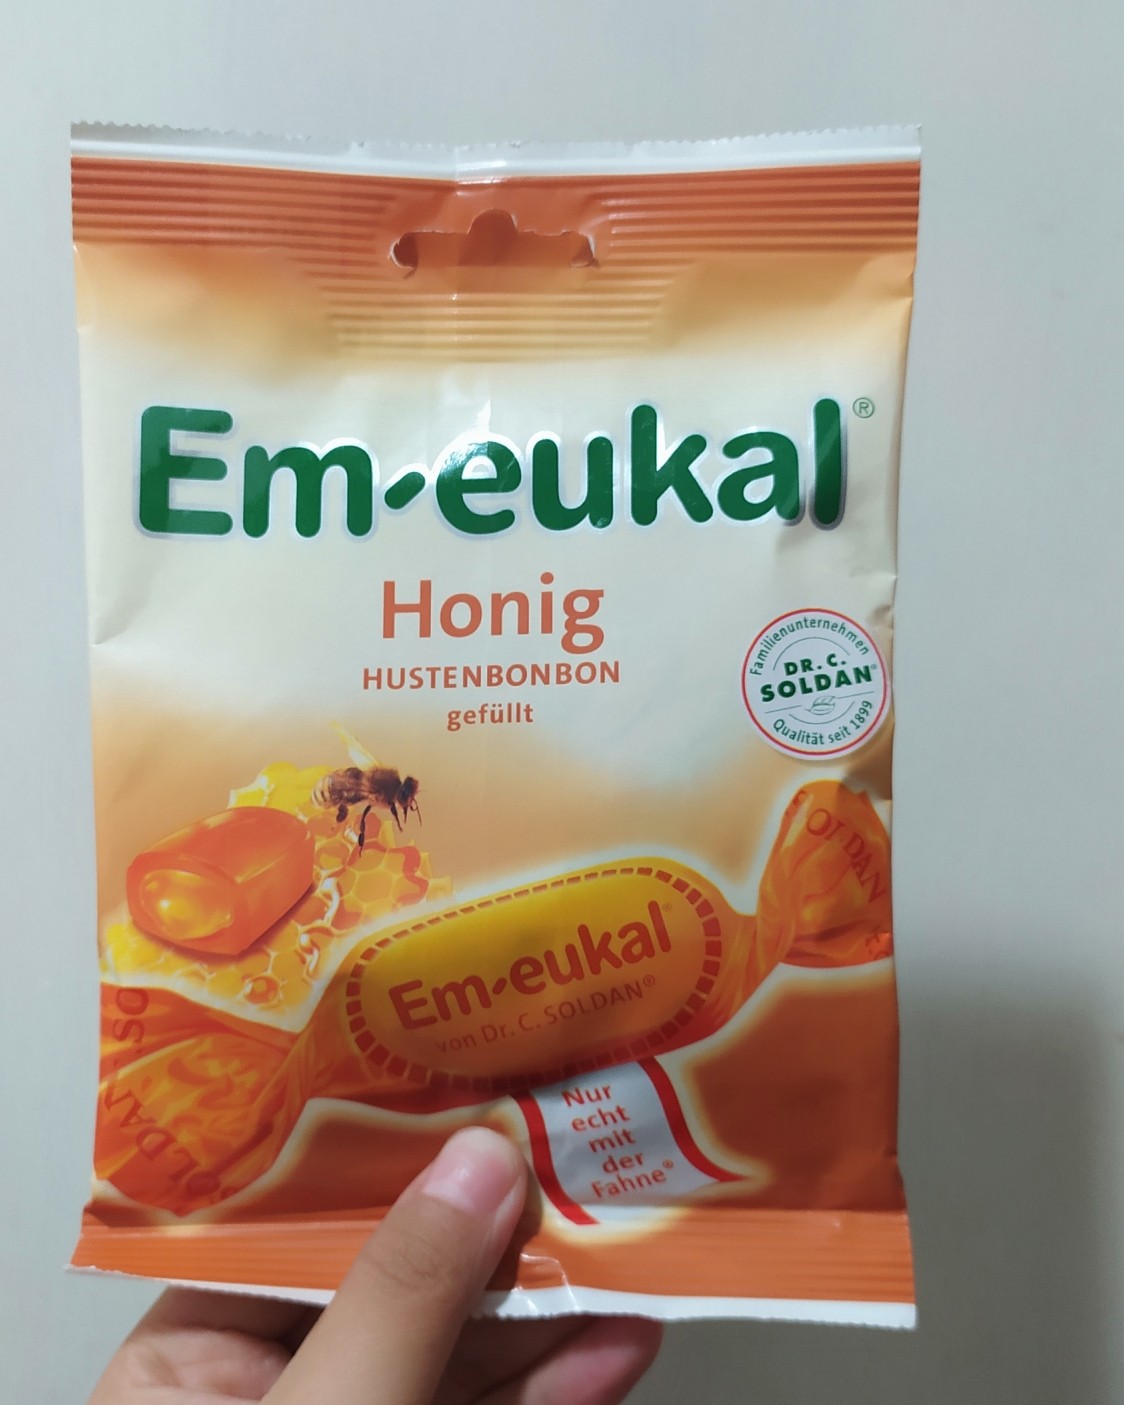 Em-eukal®
Honig
HUSTENBONBON
gefüllt
Familienunternehmen
DR. C.
SOLDAN®
Qualität seit 1899
SOLDAN
Em-eukal®
von Dr. C. SOLDAN®
Nur
echt
mit
der
Fahne®